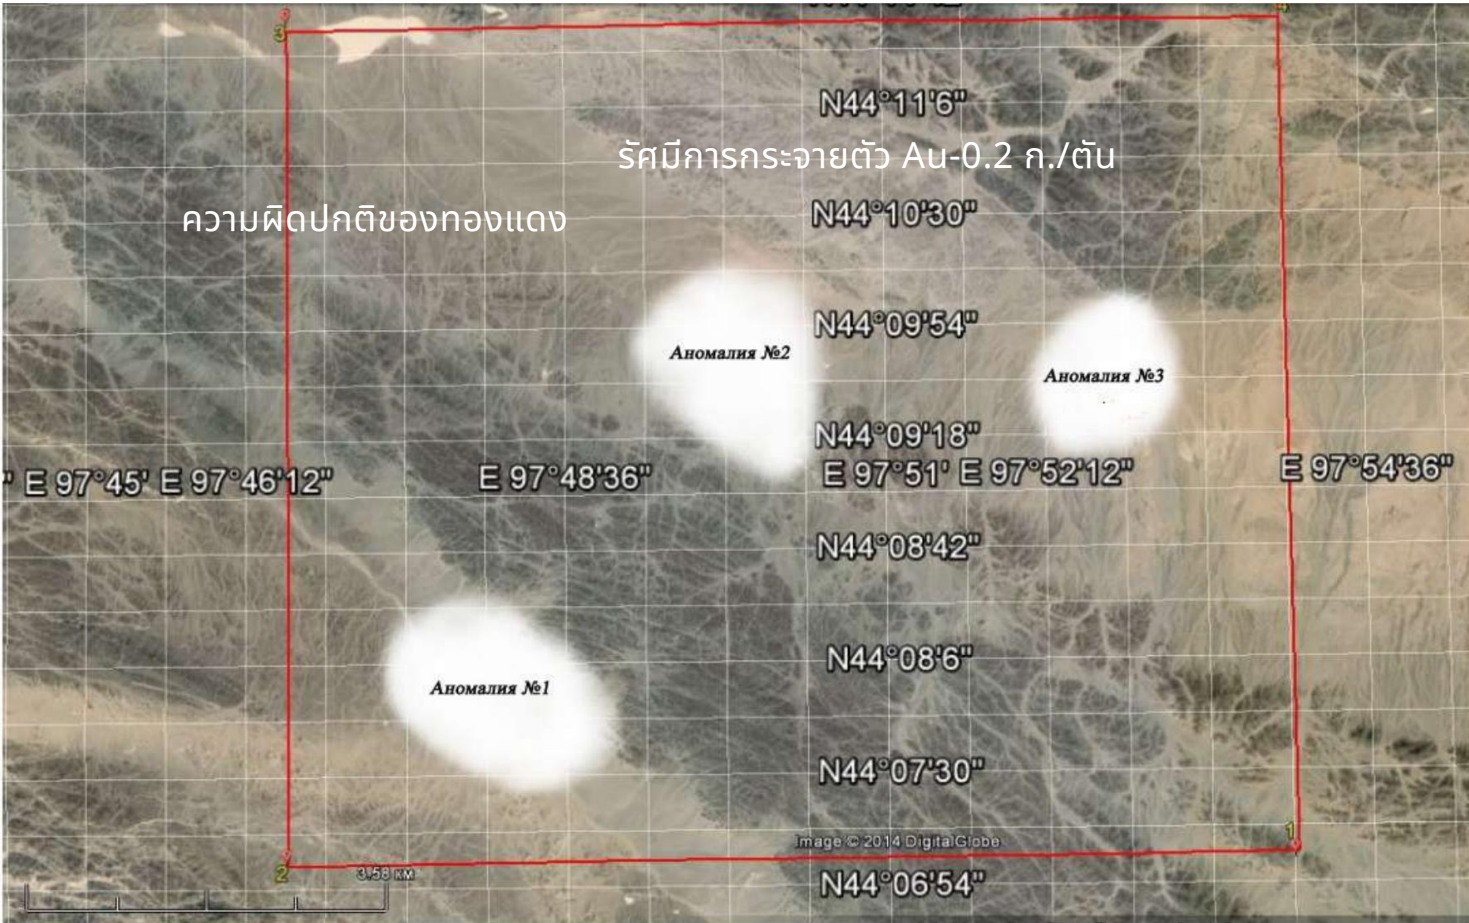 3
4
N44°11'6"
รัศมีการกระจายตัว Au-0.2 ก./ตัน
N44°10'30"
ความผิดปกติของทองแดง
N44°09'54"
Аномалия №2
Аномалия №3
N44°09'18"
" E 97°45' E 97°46'12" E 97°48'36" E 97°51' E 97°52'12" E 97°54'36"
N44°08'42"
N44°08'6"
Аномалия №1
N44°07'30"
1
Image © 2014 DigitalGlobe
2
3.58 км
N44°06'54"